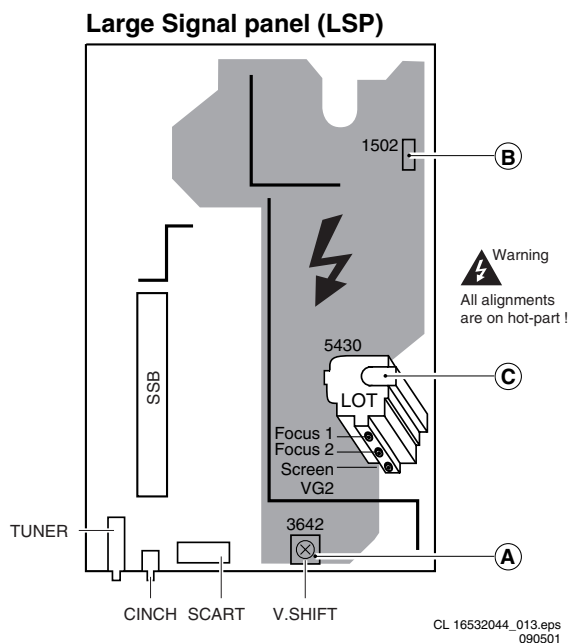 Large Signal panel (LSP)
1502
B
Warning
All alignments
are on hot-part !
5430
C
LOT
SSB
Focus 1
Focus 2
Screen
VG2
3642
TUNER
A
CINCH SCART V.SHIFT
CL 16532044_013.eps
090501